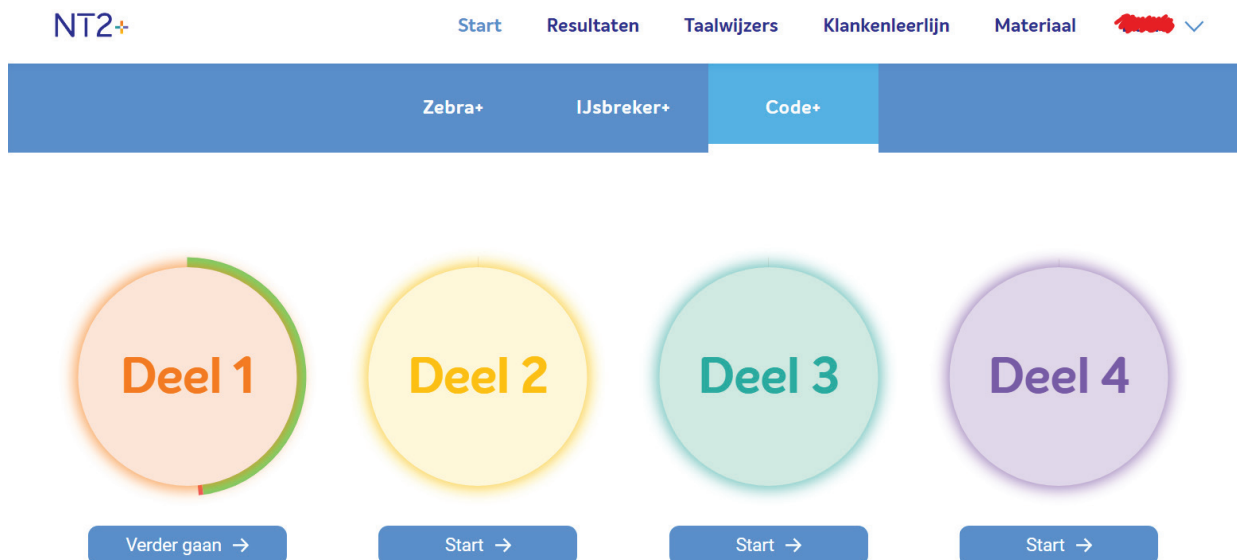 NT2+ Start Resultaten Taalwijzers Klankenleerlijn Materiaal
Zebra+ IJsbreker+ Code+
Deel 1 Deel 2 Deel 3 Deel 4
Verder gaan → Start → Start → Start →